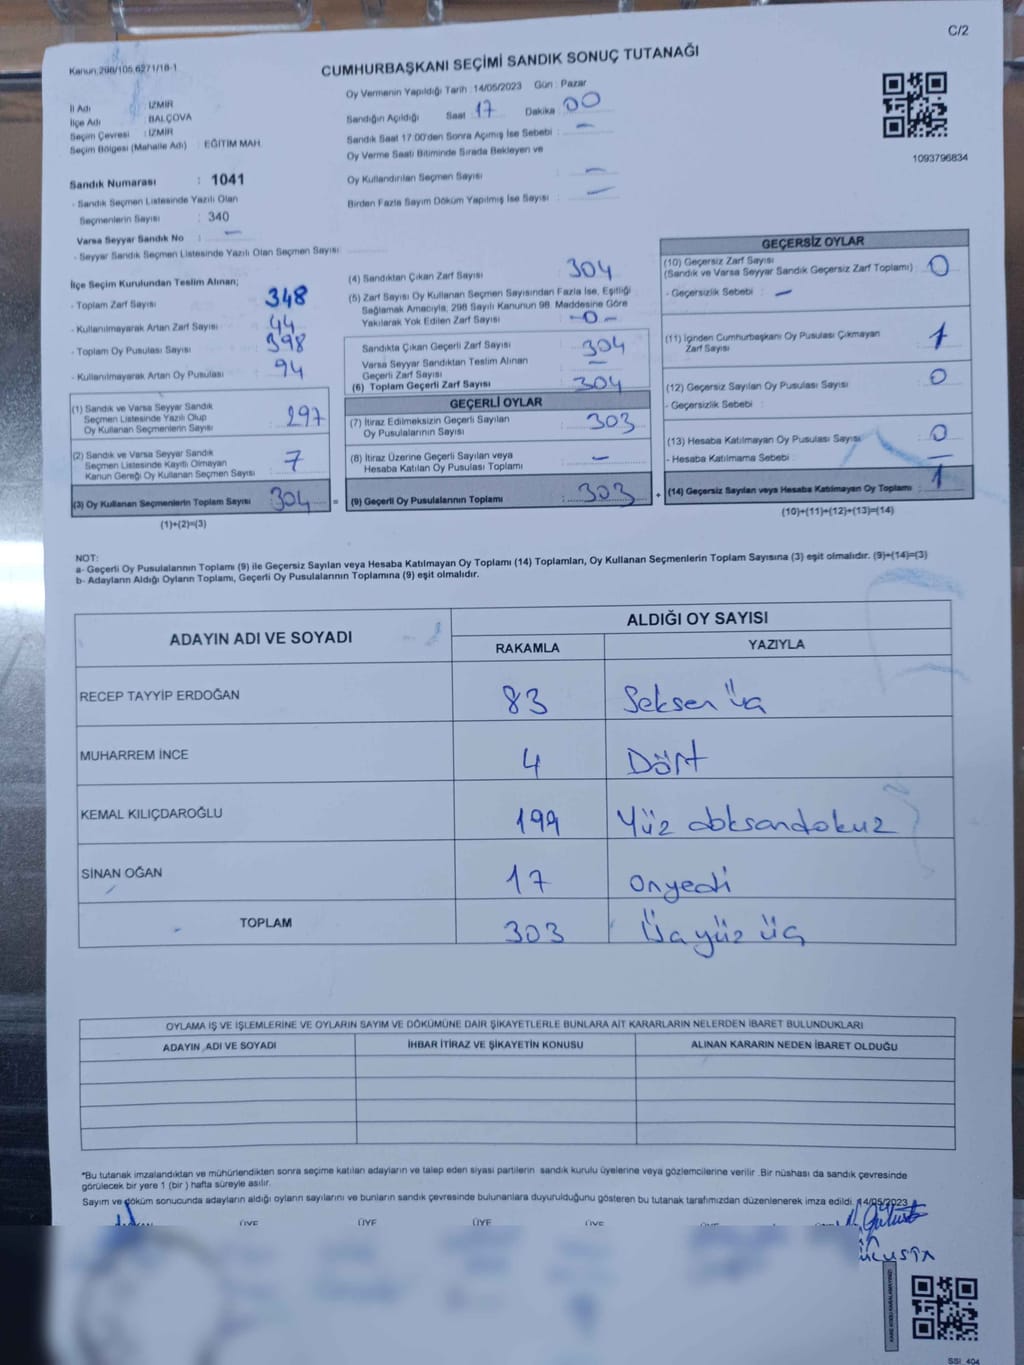 C/2
Kanun.298/105.6271/18-1
CUMHURBAŞKANI SEÇİMİ SANDIK SONUÇ TUTANAĞI
İl Adı : İZMİR
İlçe Adı : BALÇOVA
Seçim Çevresi : İZMİR
Seçim Bölgesi (Mahalle Adı) : EĞİTİM MAH.
Oy Vermenin Yapıldığı Tarih : 14/05/2023 Gün : Pazar
Sandığın Açıldığı Saat : 17 Dakika : 00
Sandık Saat 17:00'den Sonra Açımış İse Sebebi : —
Oy Verme Saati Bitiminde Sırada Bekleyen ve
Oy Kullandırılan Seçmen Sayısı : —
Birden Fazla Sayım Döküm Yapılmış İse Sayısı : —
1093796834
Sandık Numarası : 1041
- Sandık Seçmen Listesinde Yazılı Olan
Seçmenlerin Sayısı : 340
Varsa Seyyar Sandık No : —
- Seyyar Sandık Seçmen Listesinde Yazılı Olan Seçmen Sayısı:
İlçe Seçim Kurulundan Teslim Alınan;
- Toplam Zarf Sayısı : 348
- Kullanılmayarak Artan Zarf Sayısı : 44
- Toplam Oy Pusulası Sayısı : 398
- Kullanılmayarak Artan Oy Pusulası : 94
(1) Sandık ve Varsa Seyyar Sandık
Seçmen Listesinde Yazılı Olup
Oy Kullanan Seçmenlerin Sayısı : 297
(2) Sandık ve Varsa Seyyar Sandık
Seçmen Listesinde Kayıtlı Olmayan
Kanun Gereği Oy Kullanan Seçmen Sayısı : 7
(3) Oy Kullanan Seçmenlerin Toplam Sayısı : 304 =
(1)+(2)=(3)
(4) Sandıktan Çıkan Zarf Sayısı : 304
(5) Zarf Sayısı Oy Kullanan Seçmen Sayısından Fazla İse, Eşitliği
Sağlamak Amacıyla, 298 Sayılı Kanunun 98. Maddesine Göre
Yakılarak Yok Edilen Zarf Sayısı : -0-
Sandıkta Çıkan Geçerli Zarf Sayısı : 304
Varsa Seyyar Sandıktan Teslim Alınan
Geçerli Zarf Sayısı : —
(6) Toplam Geçerli Zarf Sayısı : 304
GEÇERLİ OYLAR
(7) İtiraz Edilmeksizin Geçerli Sayılan
Oy Pusulalarının Sayısı : 303
(8) İtiraz Üzerine Geçerli Sayılan veya
Hesaba Katılan Oy Pusulası Toplamı : —
(9) Geçerli Oy Pusulalarının Toplamı : 303 +
GEÇERSİZ OYLAR
(10) Geçersiz Zarf Sayısı
(Sandık ve Varsa Seyyar Sandık Geçersiz Zarf Toplamı) : 0
- Geçersizlik Sebebi : —
(11) İçinden Cumhurbaşkanı Oy Pusulası Çıkmayan
Zarf Sayısı : 1
(12) Geçersiz Sayılan Oy Pusulası Sayısı : 0
- Geçersizlik Sebebi :
(13) Hesaba Katılmayan Oy Pusulası Sayısı : 0
- Hesaba Katılmama Sebebi : —
(14) Geçersiz Sayılan veya Hesaba Katılmayan Oy Toplamı : 1
(10)+(11)+(12)+(13)=(14)
NOT:
a- Geçerli Oy Pusulalarının Toplamı (9) ile Geçersiz Sayılan veya Hesaba Katılmayan Oy Toplamı (14) Toplamları, Oy Kullanan Seçmenlerin Toplam Sayısına (3) eşit olmalıdır. (9)+(14)=(3)
b- Adayların Aldığı Oyların Toplamı, Geçerli Oy Pusulalarının Toplamına (9) eşit olmalıdır.
ADAYIN ADI VE SOYADI
ALDIĞI OY SAYISI
RAKAMLA YAZIYLA
RECEP TAYYİP ERDOĞAN 83 Seksen üç
MUHARREM İNCE 4 Dört
KEMAL KILIÇDAROĞLU 199 Yüz doksandokuz
SİNAN OĞAN 17 onyedi
TOPLAM 303 Üç yüz üç
OYLAMA İŞ VE İŞLEMLERİNE VE OYLARIN SAYIM VE DÖKÜMÜNE DAİR ŞİKAYETLERLE BUNLARA AİT KARARLARIN NELERDEN İBARET BULUNDUKLARI
ADAYIN ADI VE SOYADI İHBAR İTİRAZ VE ŞİKAYETİN KONUSU ALINAN KARARIN NEDEN İBARET OLDUĞU
*Bu tutanak imzalandıktan ve mühürlendikten sonra seçime katılan adayların ve talep eden siyasi partilerin sandık kurulu üyelerine veya gözlemcilerine verilir. Bir nüshası da sandık çevresinde
görülecek bir yere 1 (bir) hafta süreyle asılır.
Sayım ve döküm sonucunda adayların aldığı oyların sayılarını ve bunların sandık çevresinde bulunanlara duyurulduğunu gösteren bu tutanak tarafımızdan düzenlenerek imza edildi. 14/05/2023
ÜYE ÜYE ÜYE ÜYE ÜYE
SSI_404